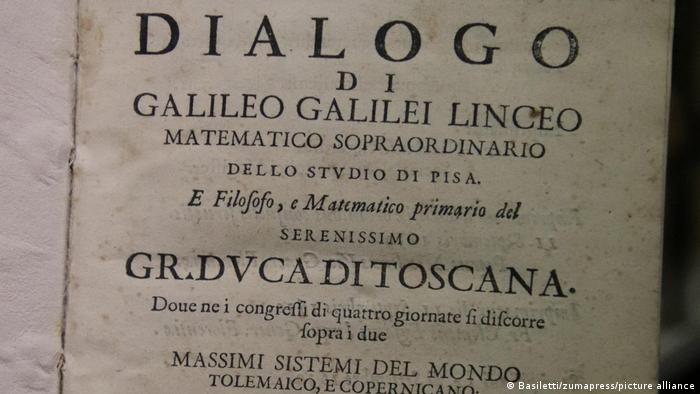 DIALOGO
DI
GALILEO GALILEI LINCEO
MATEMATICO SOPRAORDINARIO
DELLO STVDIO DI PISA.
E Filoſofo, e Matematico primario del
SERENISSIMO
GR.DVCA DI TOSCANA.
Doue ne i congreſſi di quattro giornate ſi diſcorre
ſopra i due
MASSIMI SISTEMI DEL MONDO
TOLEMAICO, E COPERNICANO;
© Basiletti/zumapress/picture alliance